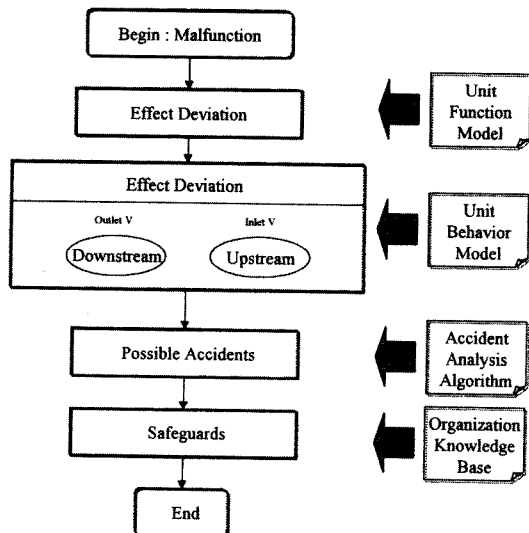 Begin : Malfunction
Effect Deviation
Unit
Function
Model
Effect Deviation
Outlet V
Inlet V
Downstream
Upstream
Unit
Behavior
Model
Possible Accidents
Accident
Analysis
Algorithm
Safeguards
Organization
Knowledge
Base
End